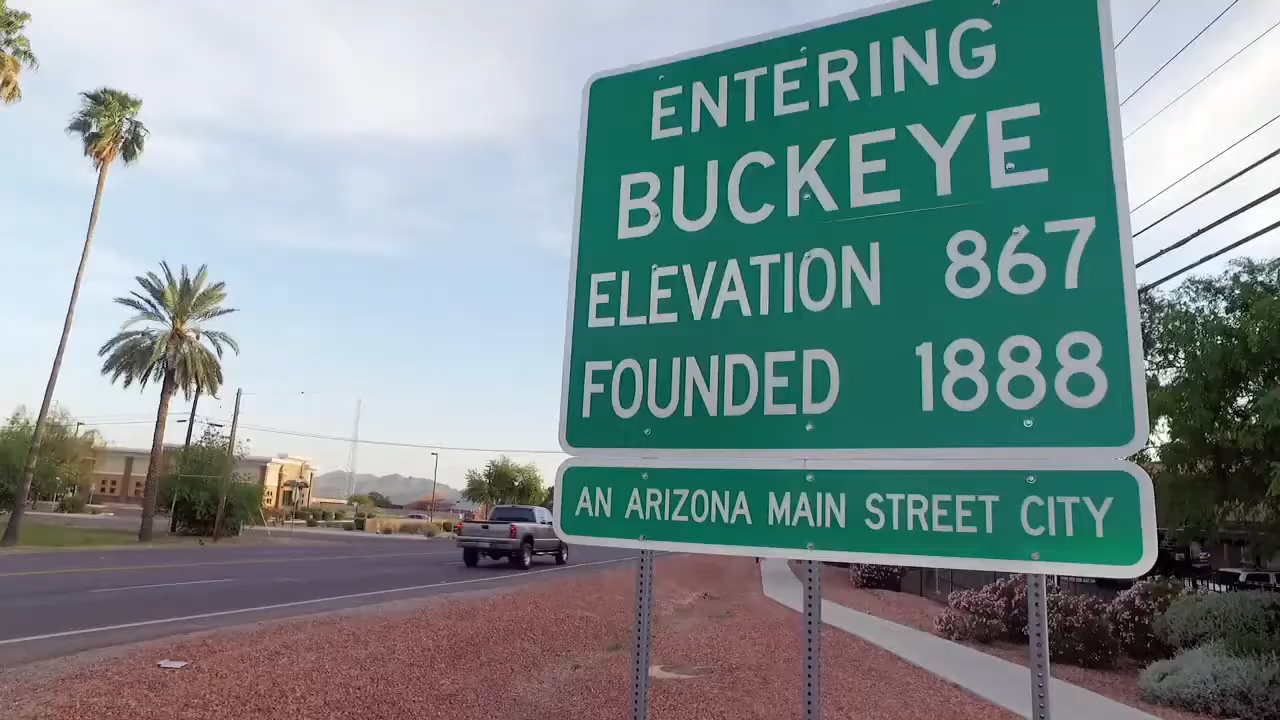 ENTERING
BUCKEYE
ELEVATION 867
FOUNDED 1888
AN ARIZONA MAIN STREET CITY